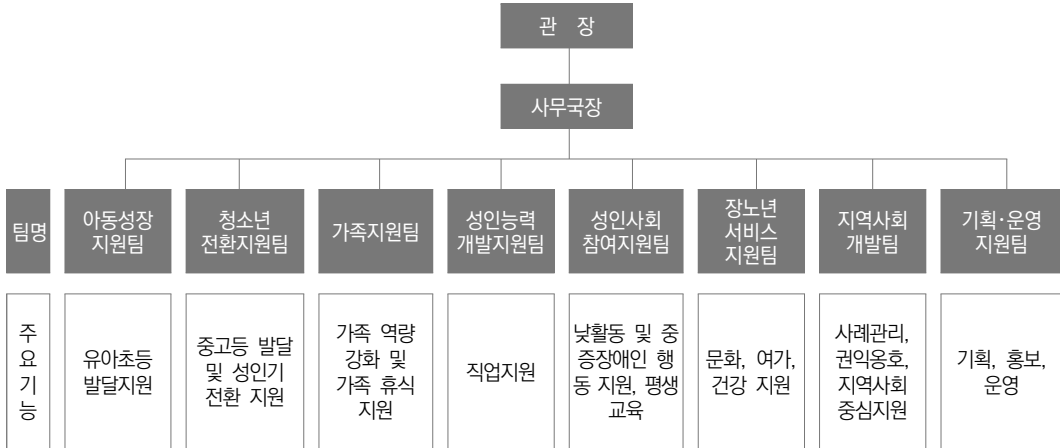 관 장
사무국장
팀명
아동성장
지원팀
청소년
전환지원팀
가족지원팀
성인능력
개발지원팀
성인사회
참여지원팀
장노년
서비스
지원팀
지역사회
개발팀
기획·운영
지원팀
주
요
기
능
유아초등
발달지원
중고등 발달
및 성인기
전환 지원
가족 역량
강화 및
가족 휴식
지원
직업지원
낮활동 및 중
증장애인 행
동 지원, 평생
교육
문화, 여가,
건강 지원
사례관리,
권익옹호,
지역사회
중심지원
기획, 홍보,
운영